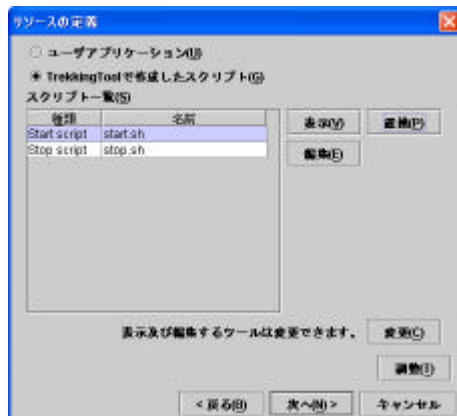 リソースの定義
ユーザアプリケーション(U)
TrekkingToolで作成したスクリプト(G)
スクリプト一覧(S)
種類 名前
Start script start.sh
Stop script stop.sh
表示(V) 置換(P)
編集(E)
表示及び編集するツールは変更できます。 変更(C)
調整(T)
< 戻る(B) 次へ(N) > キャンセル